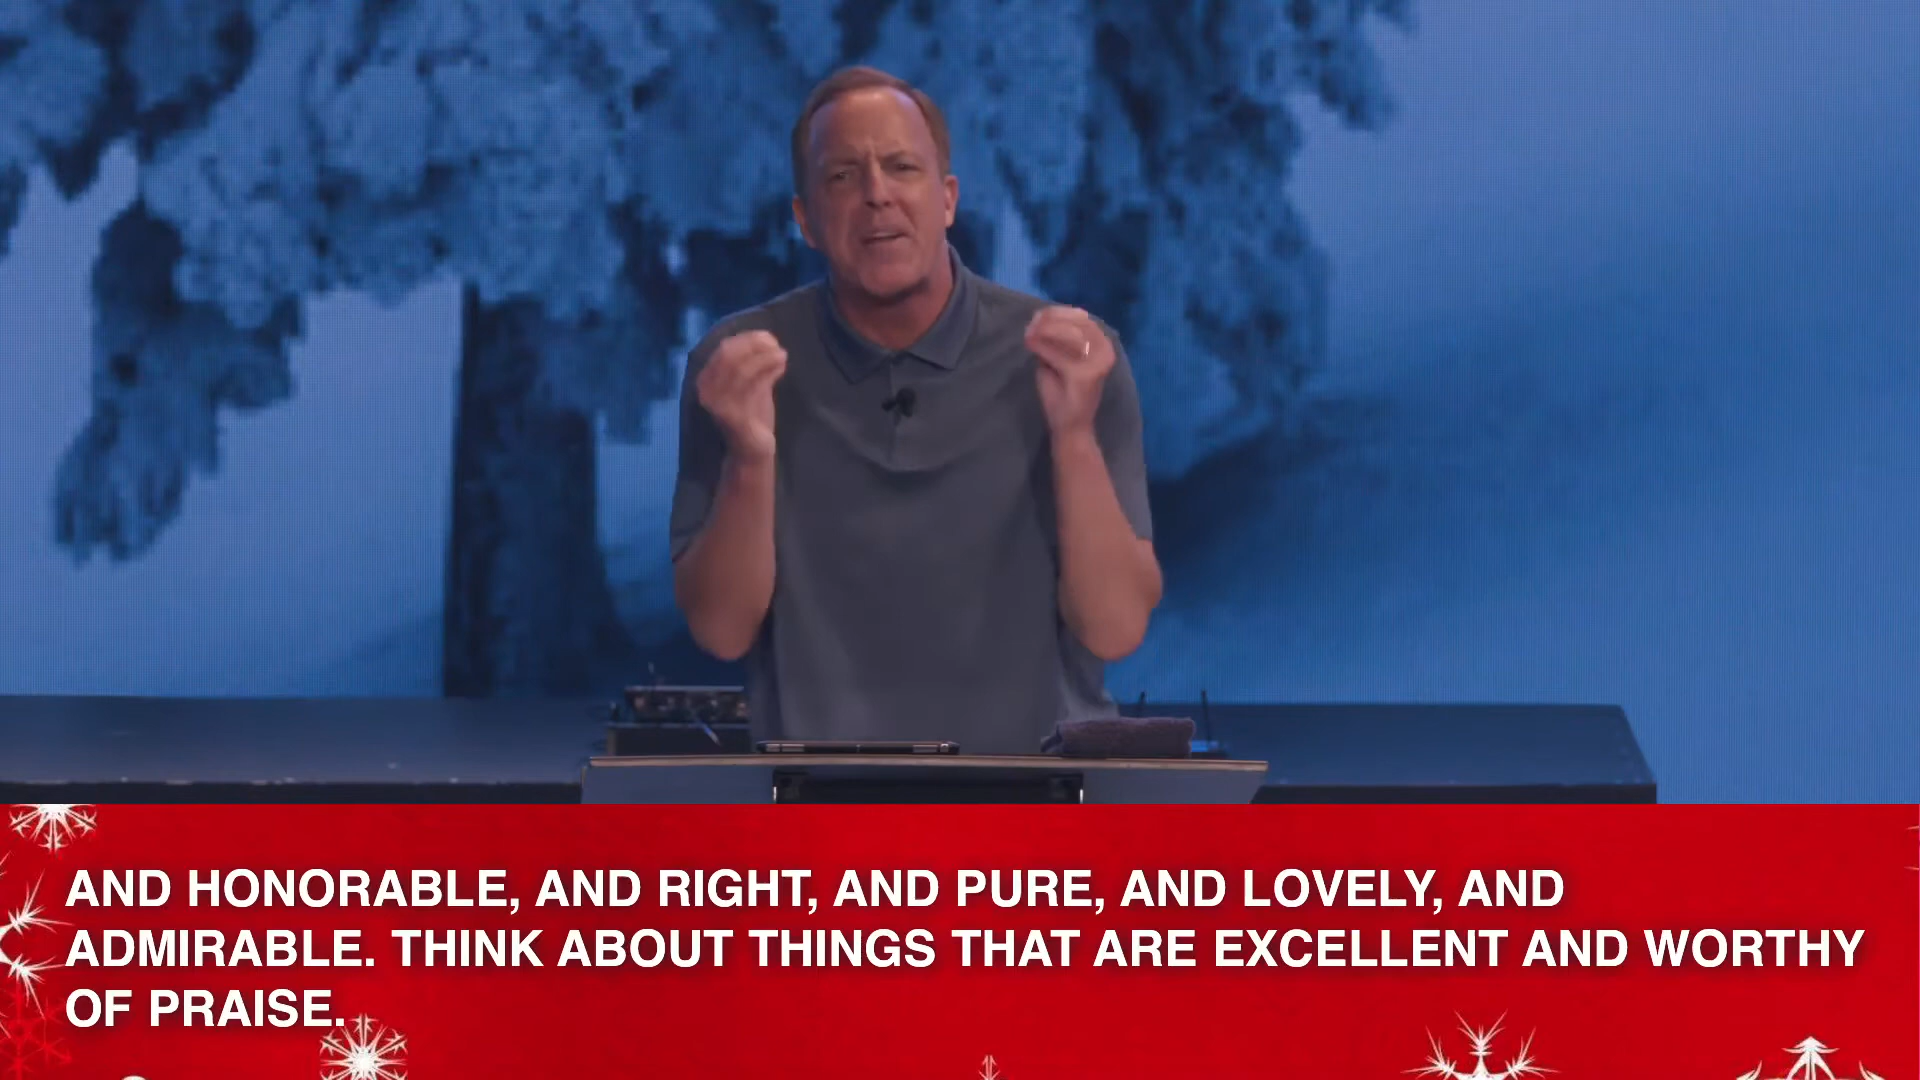 AND HONORABLE, AND RIGHT, AND PURE, AND LOVELY, AND
ADMIRABLE. THINK ABOUT THINGS THAT ARE EXCELLENT AND WORTHY
OF PRAISE.